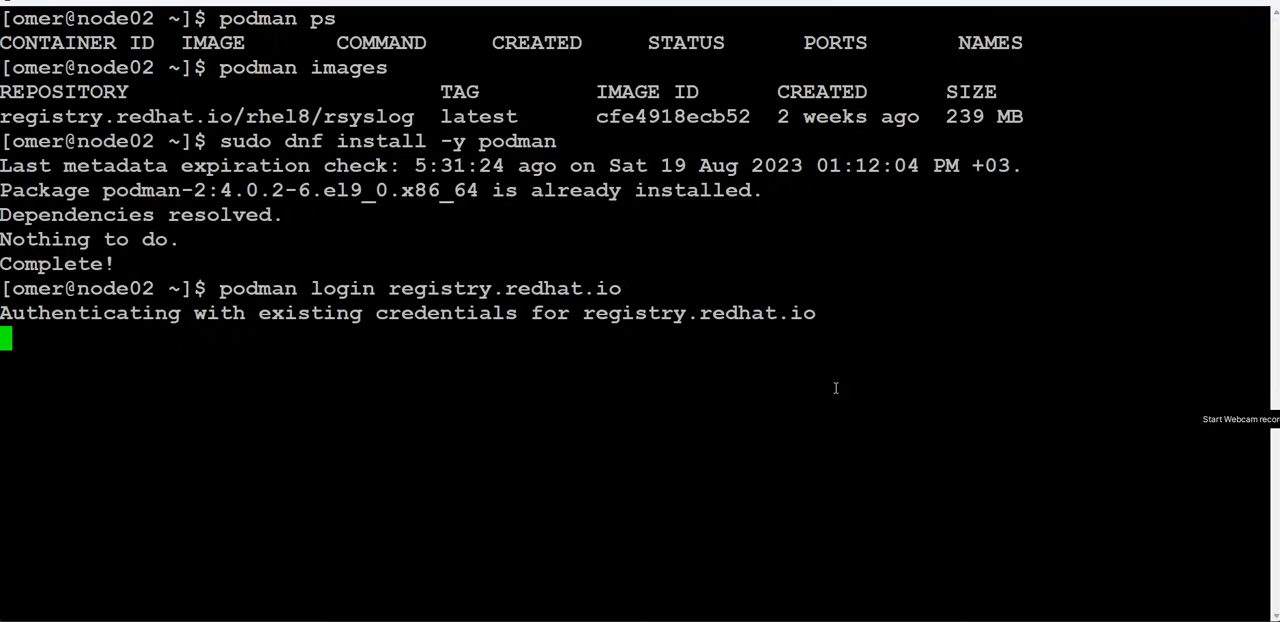 [omer@node02 ~]$ podman ps
CONTAINER ID  IMAGE       COMMAND     CREATED     STATUS      PORTS       NAMES
[omer@node02 ~]$ podman images
REPOSITORY                        TAG         IMAGE ID      CREATED      SIZE
registry.redhat.io/rhel8/rsyslog  latest      cfe4918ecb52  2 weeks ago  239 MB
[omer@node02 ~]$ sudo dnf install -y podman
Last metadata expiration check: 5:31:24 ago on Sat 19 Aug 2023 01:12:04 PM +03.
Package podman-2:4.0.2-6.el9_0.x86_64 is already installed.
Dependencies resolved.
Nothing to do.
Complete!
[omer@node02 ~]$ podman login registry.redhat.io
Authenticating with existing credentials for registry.redhat.io
Start Webcam recor